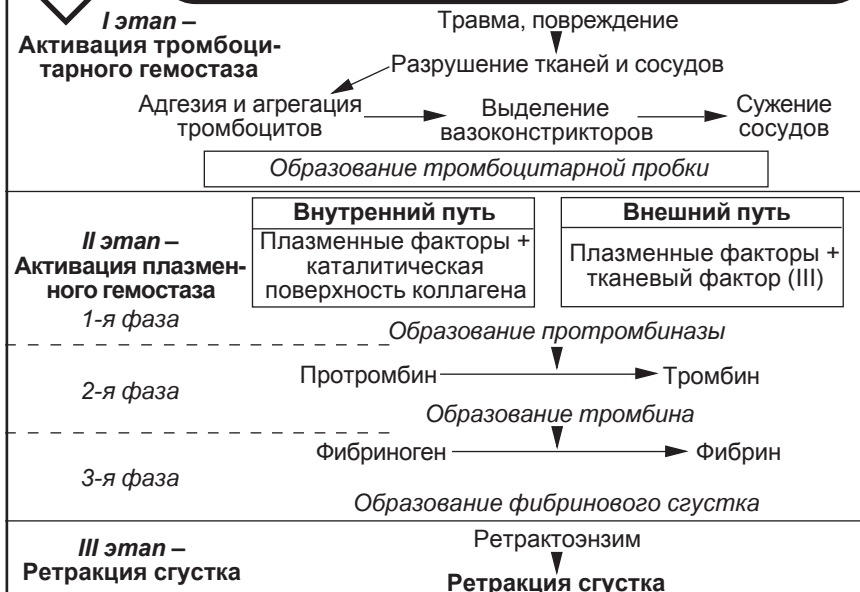 I этап –
Активация тромбоци-
тарного гемостаза
Травма, повреждение
Разрушение тканей и сосудов
Адгезия и агрегация
тромбоцитов
Выделение
вазоконстрикторов
Сужение
сосудов
Образование тромбоцитарной пробки
II этап –
Активация плазмен-
ного гемостаза
Внутренний путь
Плазменные факторы +
каталитическая
поверхность коллагена
Внешний путь
Плазменные факторы +
тканевый фактор (III)
1-я фаза
Образование протромбиназы
2-я фаза
Протромбин
Тромбин
Образование тромбина
3-я фаза
Фибриноген
Фибрин
Образование фибринового сгустка
III этап –
Ретракция сгустка
Ретрактоэнзим
Ретракция сгустка